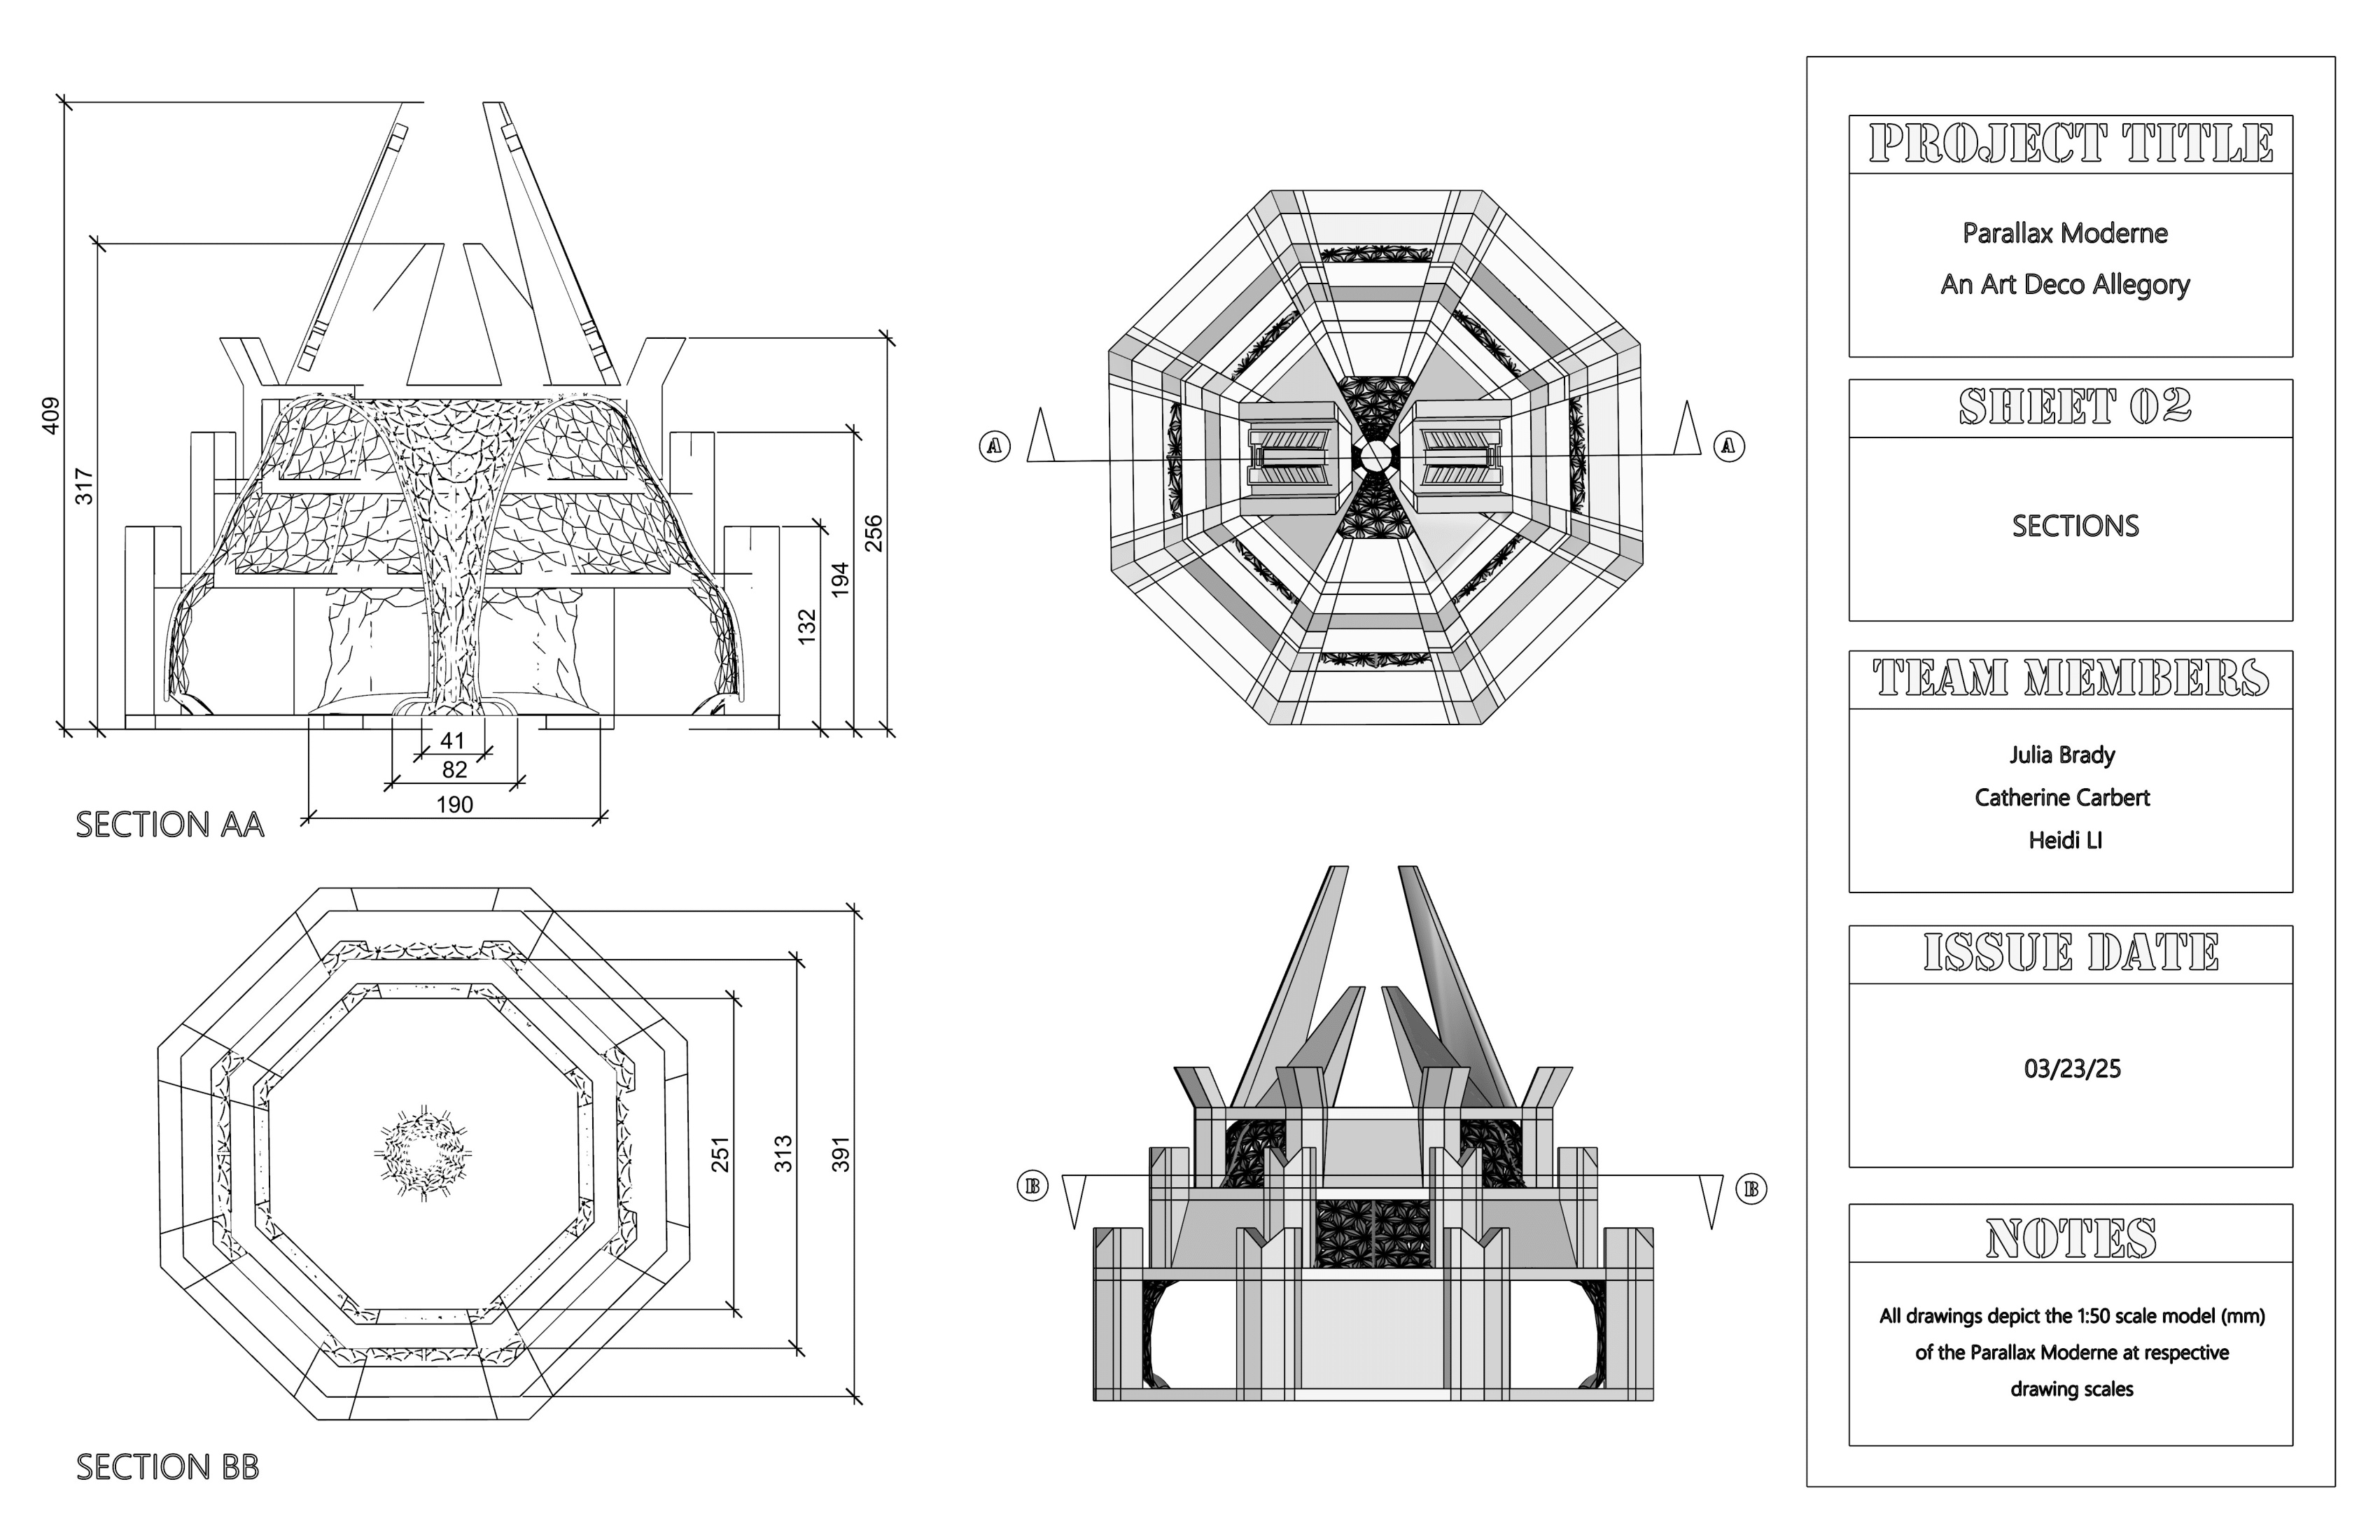 409
317
256
194
132
41
82
190
SECTION AA
A
A
251
313
391
SECTION BB
B
B
PROJECT TITLE
Parallax Moderne
An Art Deco Allegory
SHEET 02
SECTIONS
TEAM MEMBERS
Julia Brady
Catherine Carbert
Heidi LI
ISSUE DATE
03/23/25
NOTES
All drawings depict the 1:50 scale model (mm)
of the Parallax Moderne at respective
drawing scales